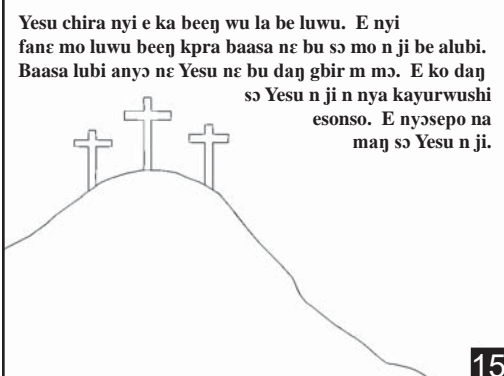 Yesu chira nyi e ka beeŋ wu la be luwu. E nyi
fanɛ mo luwu beeŋ kpra baasa nɛ bu sɔ mo n ji be alubi.
Baasa lubi anyɔ nɛ Yesu nɛ bu daŋ gbir m mɔ. E ko daŋ
sɔ Yesu n ji n nya kayurwushi
esonso. E nyɔsepo na
maŋ sɔ Yesu n ji.
15